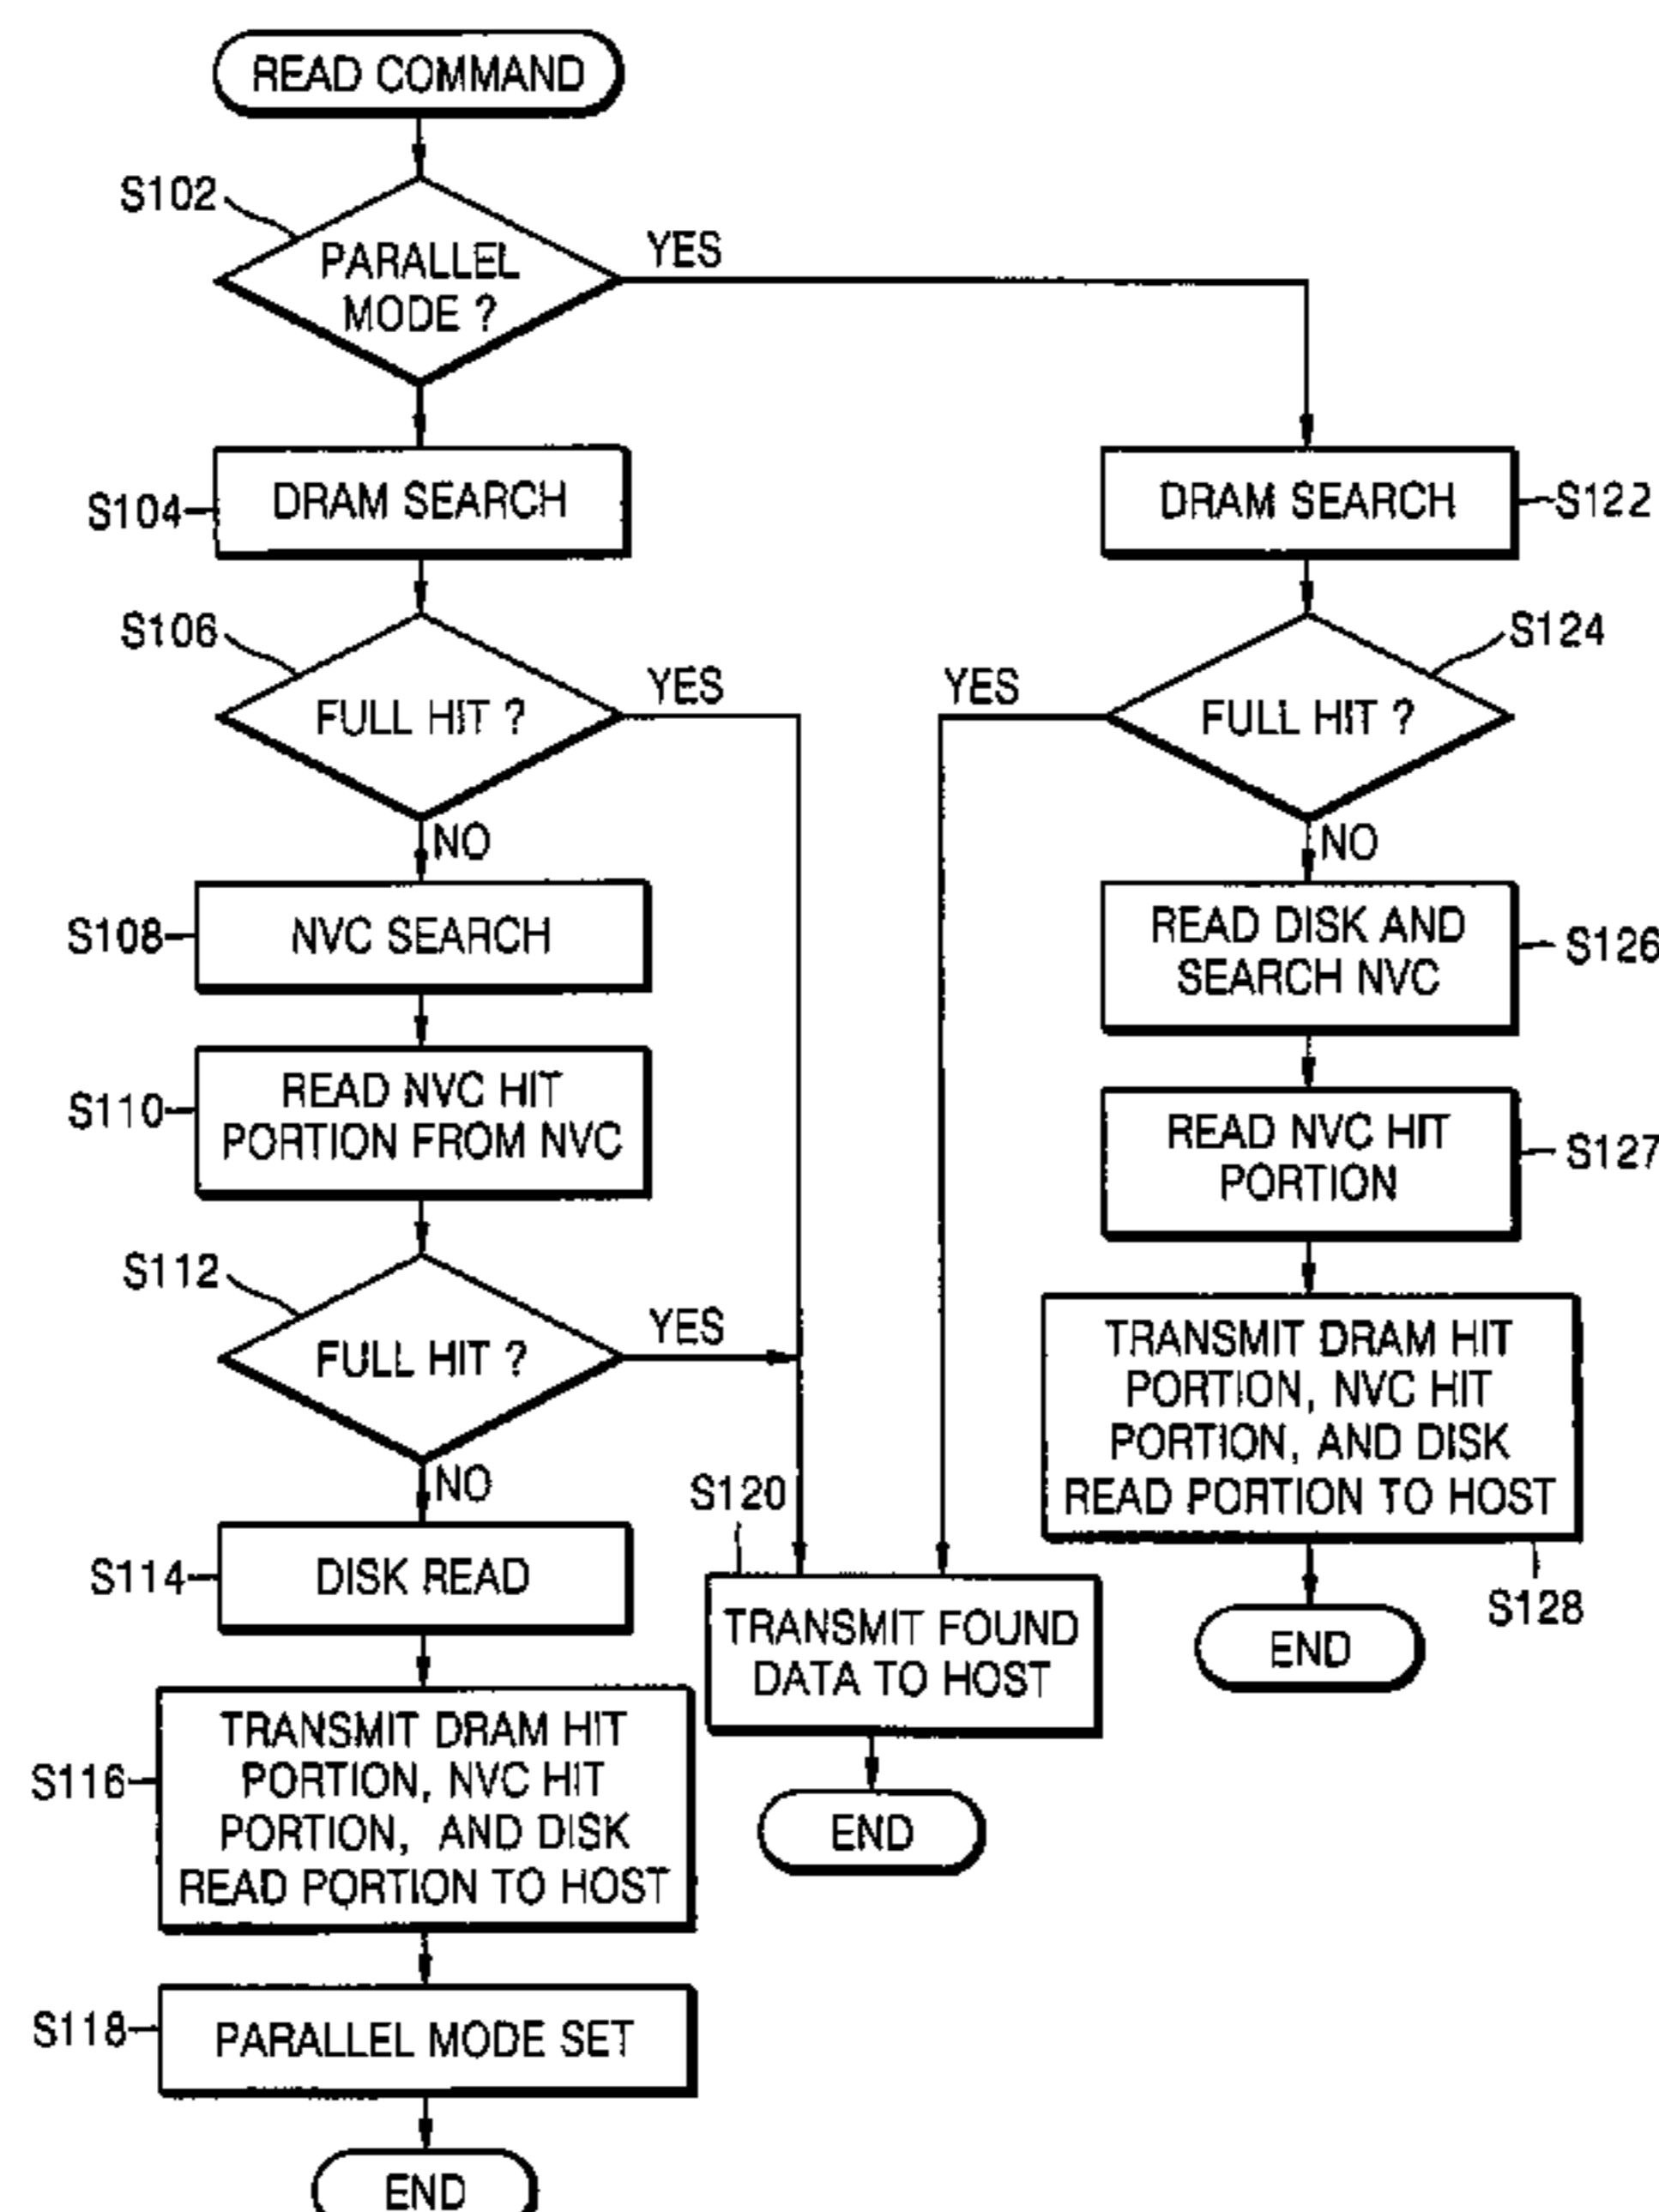 READ COMMAND
S102
PARALLEL
MODE ?
YES
DRAM SEARCH
S104
DRAM SEARCH
S122
S106
FULL HIT ?
YES
YES
FULL HIT ?
S124
NO
NO
S108
NVC SEARCH
READ DISK AND
SEARCH NVC
S126
S110
READ NVC HIT
PORTION FROM NVC
READ NVC HIT
PORTION
S127
S112
FULL HIT ?
YES
TRANSMIT DRAM HIT
PORTION, NVC HIT
PORTION, AND DISK
READ PORTION TO HOST
S128
END
NO
S114
DISK READ
S120
TRANSMIT FOUND
DATA TO HOST
END
S116
TRANSMIT DRAM HIT
PORTION, NVC HIT
PORTION, AND DISK
READ PORTION TO HOST
S118
PARALLEL MODE SET
END